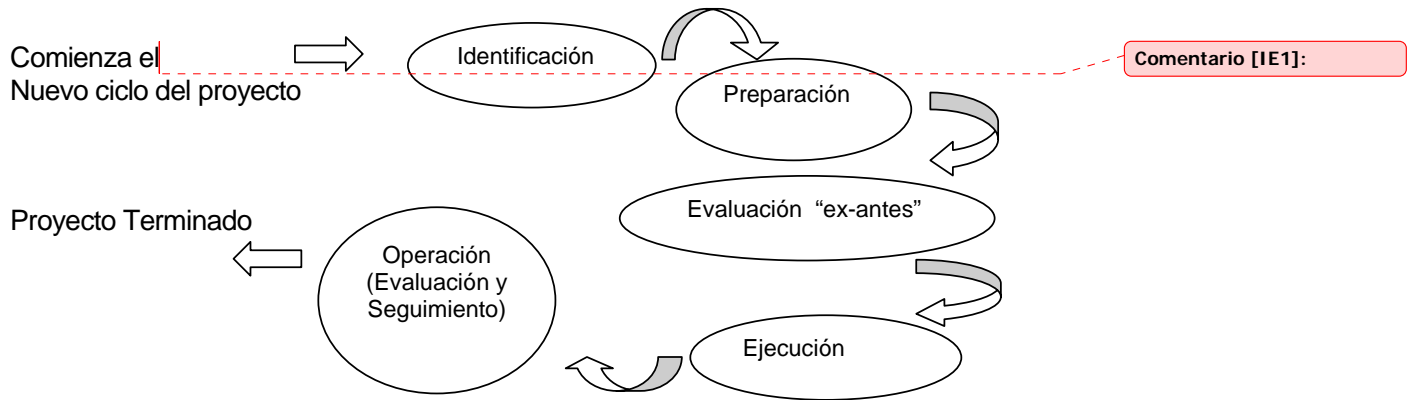 Comienza el
Nuevo ciclo del proyecto
Identificación
Comentario [IE1]:
Preparación
Evaluación “ex-antes”
Proyecto Terminado
Operación
(Evaluación y
Seguimiento)
Ejecución